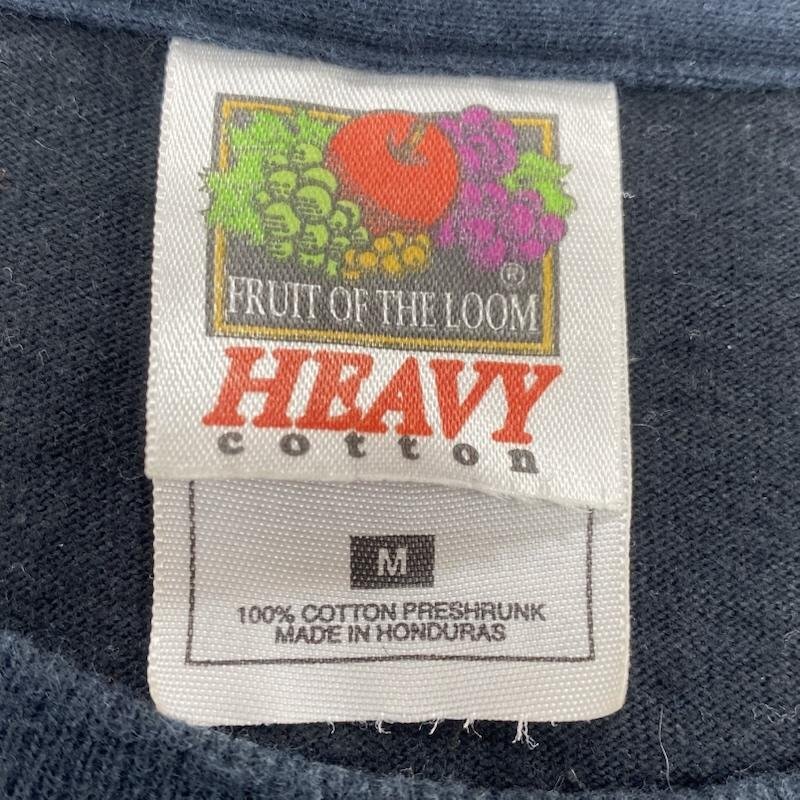 ®
FRUIT OF THE LOOM
HEAVY
cotton
M
100% COTTON PRESHRUNK
MADE IN HONDURAS